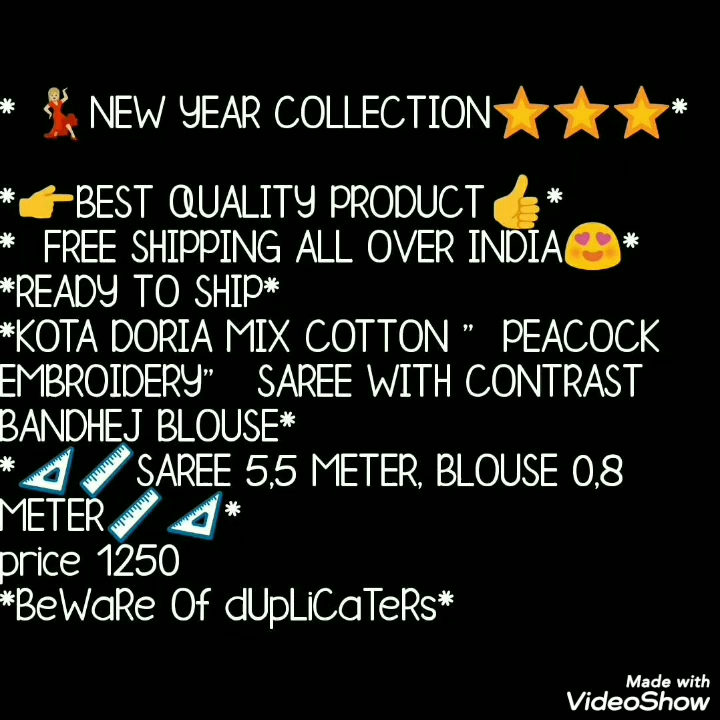 * 💃 NEW YEAR COLLECTION⭐⭐⭐*
*👉BEST QUALITY PRODUCT👍*
* FREE SHIPPING ALL OVER INDIA😍*
*READY TO SHIP*
*KOTA DORIA MIX COTTON ” PEACOCK
EMBROIDERY” SAREE WITH CONTRAST
BANDHEJ BLOUSE*
*📐📏SAREE 5,5 METER, BLOUSE 0,8
METER📏📐*
price 1250
*BeWaRe Of dUpLiCaTeRs*
Made with
VideoShow